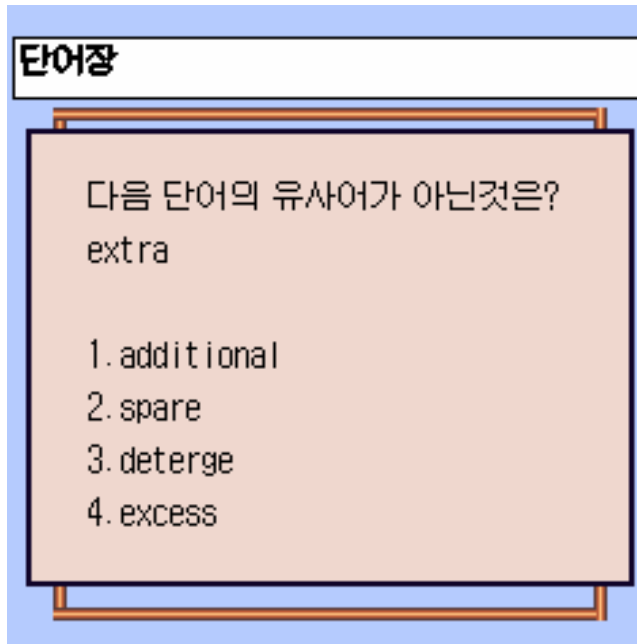 단어장
다음 단어의 유사어가 아닌것은?
extra
1.additional
2.spare
3.deterge
4.excess